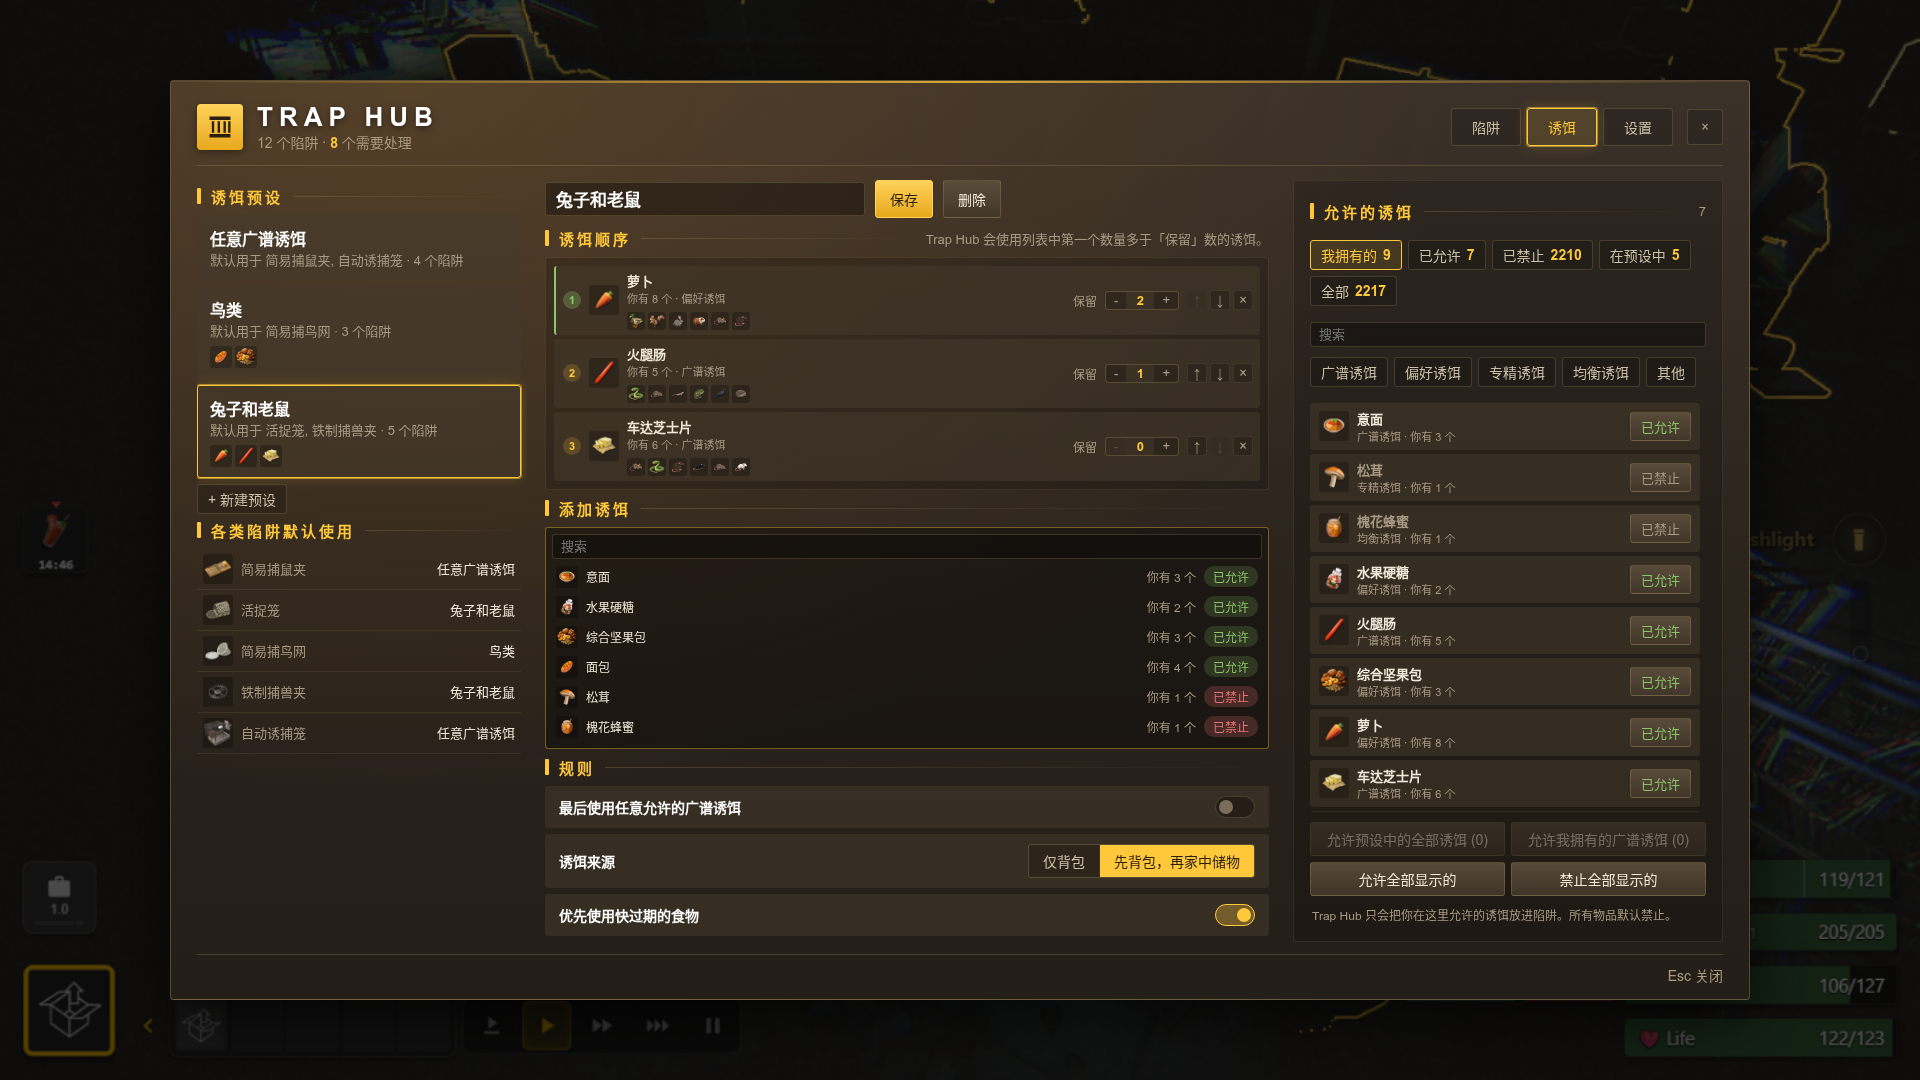 TRAP HUB
12 个陷阱 · 8 个需要处理
陷阱
诱饵
设置
×
诱饵预设
任意广谱诱饵
默认用于 简易捕鼠夹, 自动诱捕笼 · 4 个陷阱
鸟类
默认用于 简易捕鸟网 · 3 个陷阱
兔子和老鼠
默认用于 活捉笼, 铁制捕兽夹 · 5 个陷阱
+ 新建预设
各类陷阱默认使用
简易捕鼠夹 任意广谱诱饵
活捉笼 兔子和老鼠
简易捕鸟网 鸟类
铁制捕兽夹 兔子和老鼠
自动诱捕笼 任意广谱诱饵
兔子和老鼠
保存
删除
诱饵顺序
Trap Hub 会使用列表中第一个数量多于「保留」数的诱饵。
1
萝卜
你有 8 个 · 偏好诱饵
保留 - 2 + ↑ ↓ ×
2
火腿肠
你有 5 个 · 广谱诱饵
保留 - 1 + ↑ ↓ ×
3
车达芝士片
你有 6 个 · 广谱诱饵
保留 - 0 + ↑ ↓ ×
添加诱饵
搜索
意面 你有 3 个 已允许
水果硬糖 你有 2 个 已允许
综合坚果包 你有 3 个 已允许
面包 你有 4 个 已允许
松茸 你有 1 个 已禁止
槐花蜂蜜 你有 1 个 已禁止
规则
最后使用任意允许的广谱诱饵
诱饵来源
仅背包
先背包，再家中储物
优先使用快过期的食物
允许的诱饵
7
我拥有的 9
已允许 7
已禁止 2210
在预设中 5
全部 2217
搜索
广谱诱饵
偏好诱饵
专精诱饵
均衡诱饵
其他
意面
广谱诱饵 · 你有 3 个
已允许
松茸
专精诱饵 · 你有 1 个
已禁止
槐花蜂蜜
均衡诱饵 · 你有 1 个
已禁止
水果硬糖
偏好诱饵 · 你有 2 个
已允许
火腿肠
广谱诱饵 · 你有 5 个
已允许
综合坚果包
偏好诱饵 · 你有 3 个
已允许
萝卜
偏好诱饵 · 你有 8 个
已允许
车达芝士片
广谱诱饵 · 你有 6 个
已允许
允许预设中的全部诱饵 (0)
允许我拥有的广谱诱饵 (0)
允许全部显示的
禁止全部显示的
Trap Hub 只会把你在这里允许的诱饵放进陷阱。所有物品默认禁止。
Esc 关闭
14:46
1.0
shlight
119/121
205/205
106/127
Life 122/123